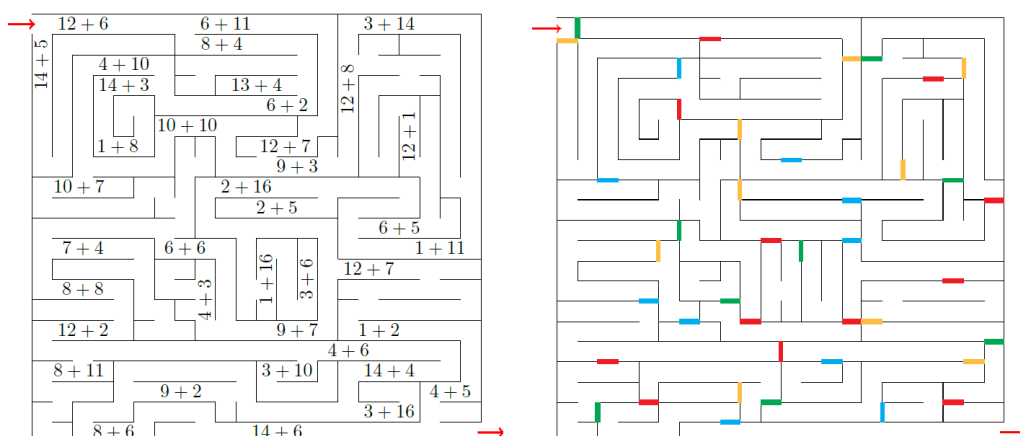 12 + 6 6 + 11 3 + 14
8 + 4
14 + 5
4 + 10
14 + 3 13 + 4 12 + 8
6 + 2
10 + 10
12 + 1
1 + 8 12 + 7
9 + 3
10 + 7 2 + 16
2 + 5
6 + 5
7 + 4 6 + 6 1 + 11
12 + 7
1 + 16 3 + 6
8 + 8
4 + 3
12 + 2 9 + 7 1 + 2
4 + 6
8 + 11 3 + 10 14 + 4
9 + 2 4 + 5
3 + 16
8 + 6 14 + 6